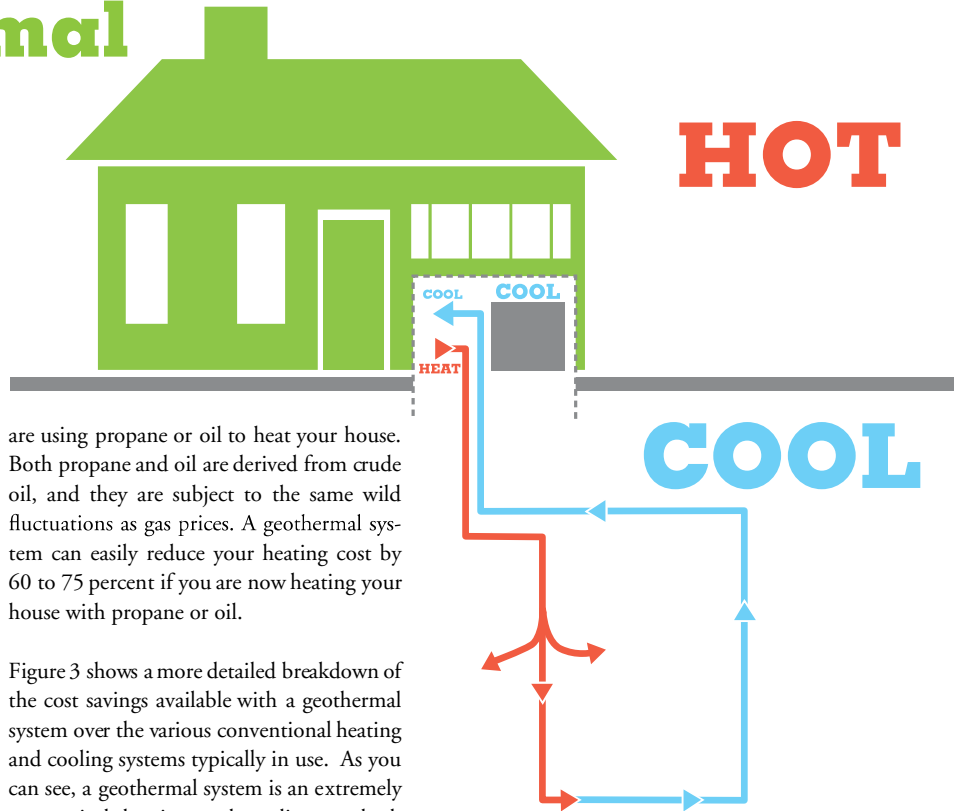 HOT
COOL
COOL
HEAT
COOL
are using propane or oil to heat your house.
Both propane and oil are derived from crude
oil, and they are subject to the same wild
fluctuations as gas prices. A geothermal sys-
tem can easily reduce your heating cost by
60 to 75 percent if you are now heating your
house with propane or oil.
Figure 3 shows a more detailed breakdown of
the cost savings available with a geothermal
system over the various conventional heating
and cooling systems typically in use. As you
can see, a geothermal system is an extremely